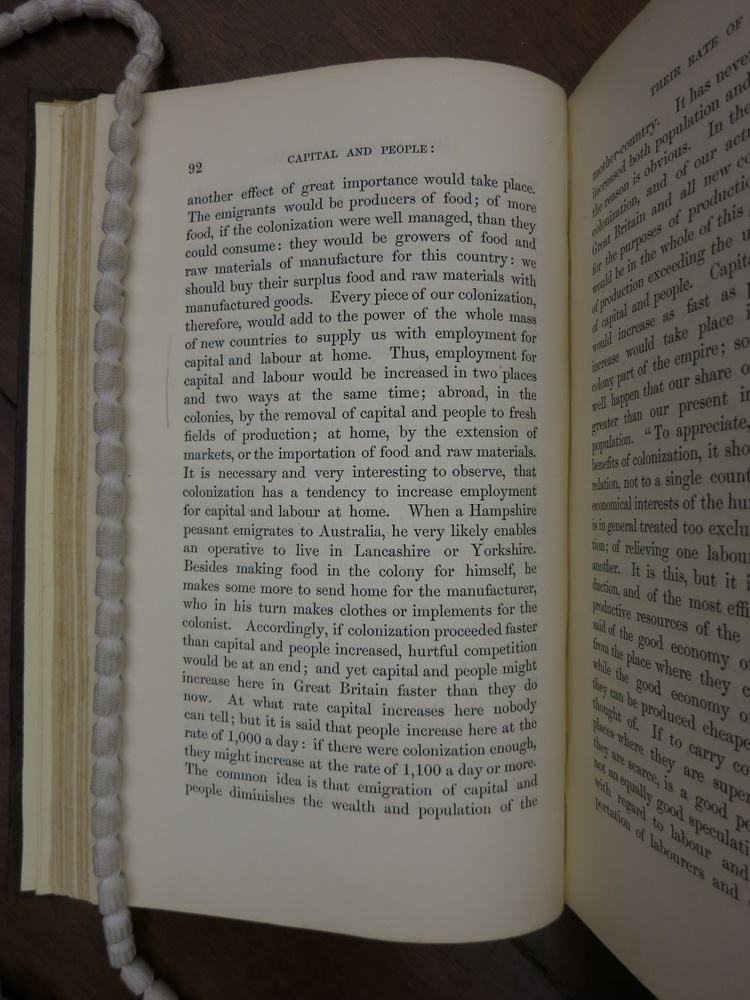 92
CAPITAL AND PEOPLE:
another effect of great importance would take place.
The emigrants would be producers of food; of more
food, if the colonization were well managed, than they
could consume: they would be growers of food and
raw materials of manufacture for this country: we
should buy their surplus food and raw materials with
manufactured goods. Every piece of our colonization,
therefore, would add to the power of the whole mass
of new countries to supply us with employment for
capital and labour at home. Thus, employment for
capital and labour would be increased in two places
and two ways at the same time; abroad, in the
colonies, by the removal of capital and people to fresh
fields of production; at home, by the extension of
markets, or the importation of food and raw materials.
It is necessary and very interesting to observe, that
colonization has a tendency to increase employment
for capital and labour at home. When a Hampshire
peasant emigrates to Australia, he very likely enables
an operative to live in Lancashire or Yorkshire.
Besides making food in the colony for himself, he
makes some more to send home for the manufacturer,
who in his turn makes clothes or implements for the
colonist. Accordingly, if colonization proceeded faster
than capital and people increased, hurtful competition
would be at an end; and yet capital and people might
increase here in Great Britain faster than they do
now. At what rate capital increases here nobody
can tell; but it is said that people increase here at the
rate of 1,000 a day: if there were colonization enough,
they might increase at the rate of 1,100 a day or more.
The common idea is that emigration of capital and
people diminishes the wealth and population of the
THEIR RATE OF
mother-country. It has never
increased both population and
the reason is obvious. In the
colonization, and of our actu
Great Britain and all new co
for the purposes of productio
would be in the whole of this
of production exceeding the u
of capital and people. Capit
would increase as fast as p
increase would take place i
colony part of the empire; so
well happen that our share o
greater than our present in
population. "To appreciate,
benefits of colonization, it sho
relation, not to a single count
economical interests of the hu
is in general treated too exclu
tion; of relieving one labou
another. It is this, but it i
duction, and of the most effi
productive resources of the
said of the good economy of
from the place where they c
while the good economy of
they can be produced cheape
thought of. If to carry co
places where they are super
they are scarce, is a good pe
not an equally good speculati
with regard to labour and
portation of labourers and